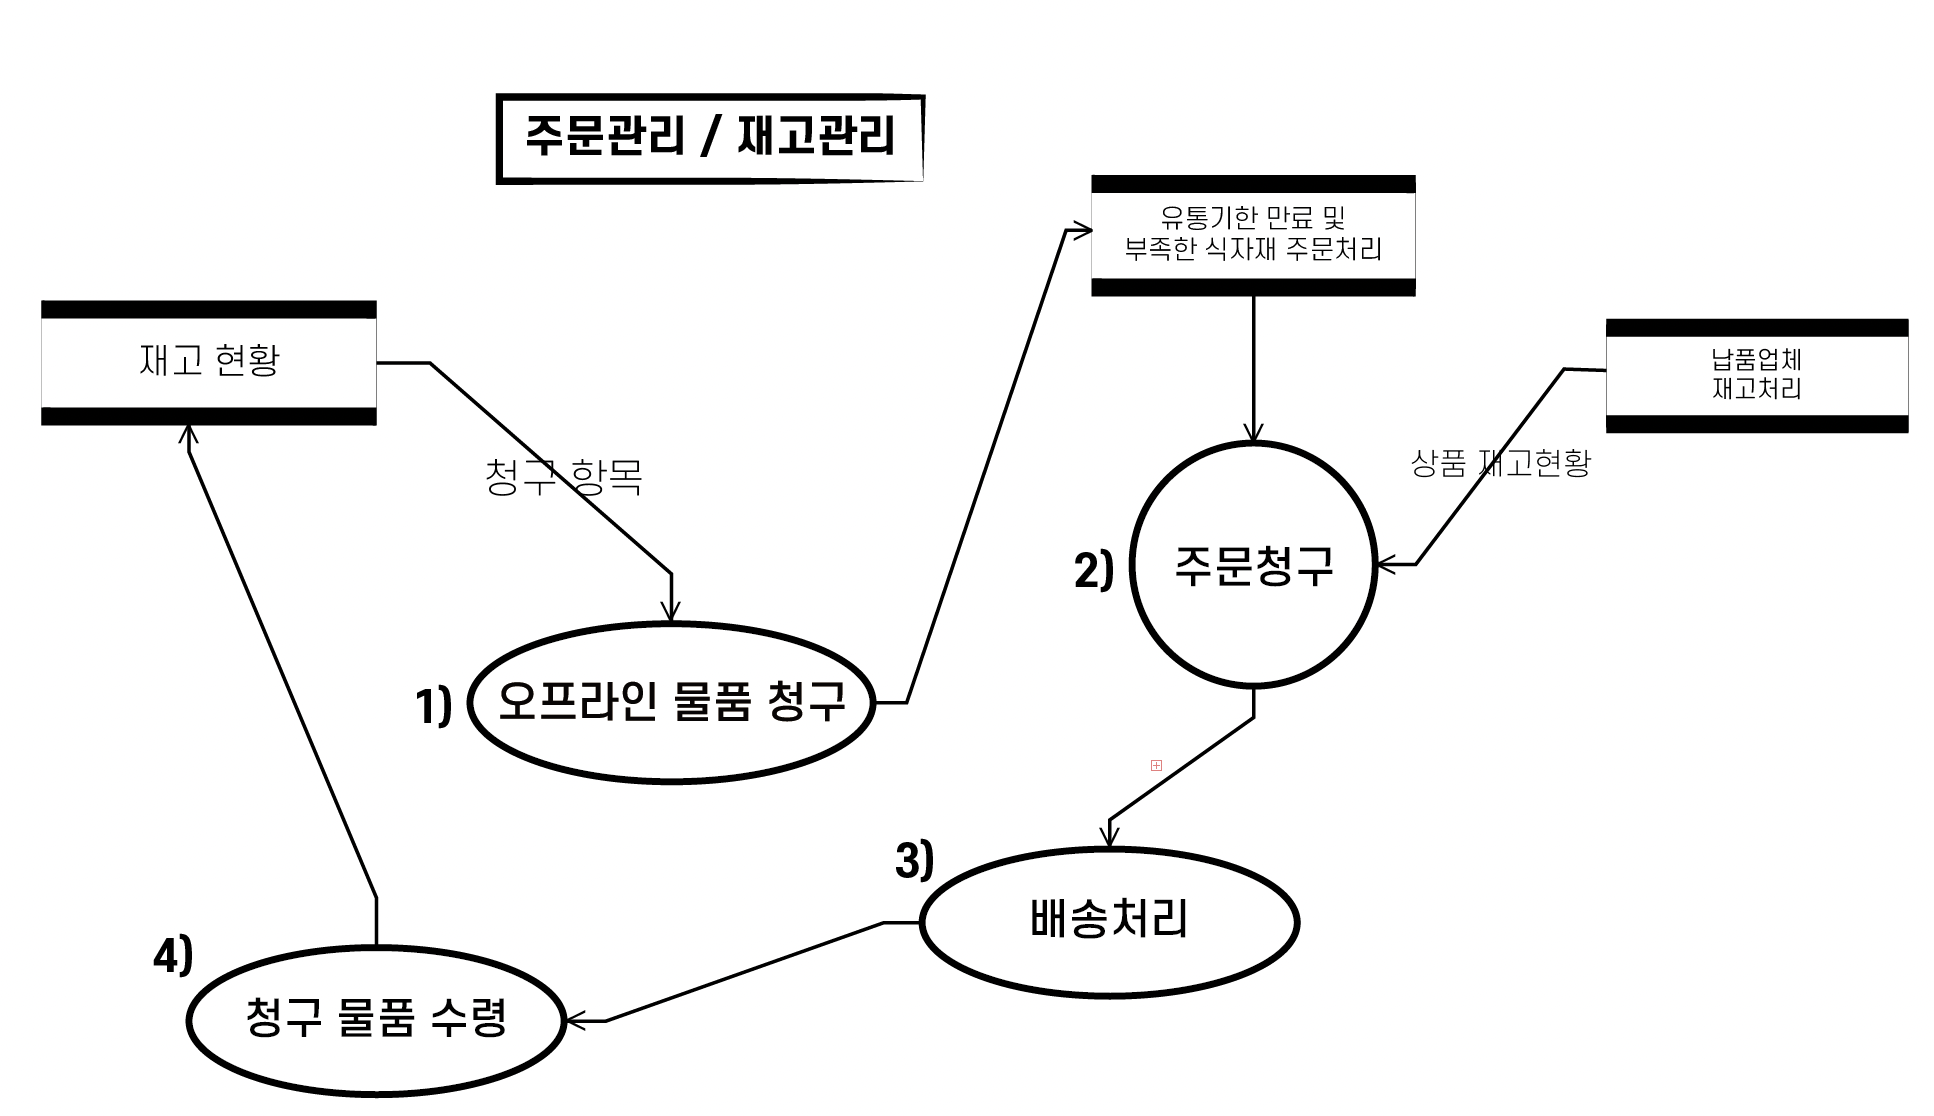 주문관리 / 재고관리
유통기한 만료 및
부족한 식자재 주문처리
재고 현황
납품업체
재고처리
청구 항목
상품 재고현황
2)
주문청구
1)
오프라인 물품 청구
3)
배송처리
4)
청구 물품 수령